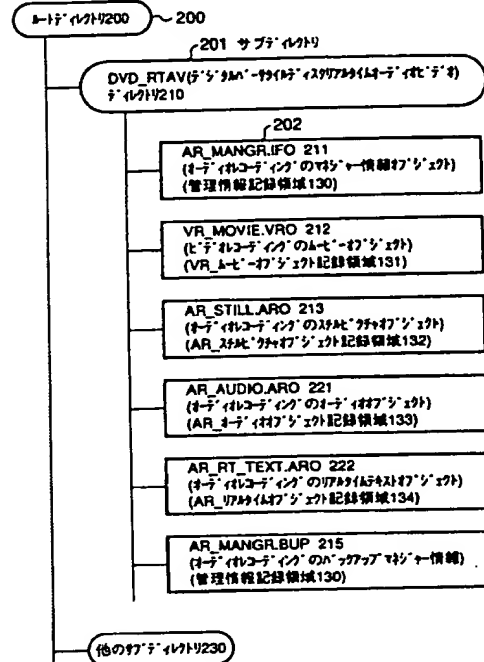 ルートディレクトリ200
200
201 サブディレクトリ
DVD_RTAV(デジタルバーサタイルディスクリアルタイムオーディオビデオ)
ディレクトリ210
202
AR_MANGR.IFO 211
(オーディオレコーディングのマネジャー情報オブジェクト)
(管理情報記録領域130)
VR_MOVIE.VRO 212
(ビデオレコーディングのムービーオブジェクト)
(VR_ムービーオブジェクト記録領域131)
AR_STILL.ARO 213
(オーディオレコーディングのスチルピクチャオブジェクト)
(AR_スチルピクチャオブジェクト記録領域132)
AR_AUDIO.ARO 221
(オーディオレコーディングのオーディオオブジェクト)
(AR_オーディオオブジェクト記録領域133)
AR_RT_TEXT.ARO 222
(オーディオレコーディングのリアルタイムテキストオブジェクト)
(AR_リアルタイムオブジェクト記録領域134)
AR_MANGR.BUP 215
(オーディオレコーディングのバックアップマネジャー情報)
(管理情報記録領域130)
他のサブディレクトリ230